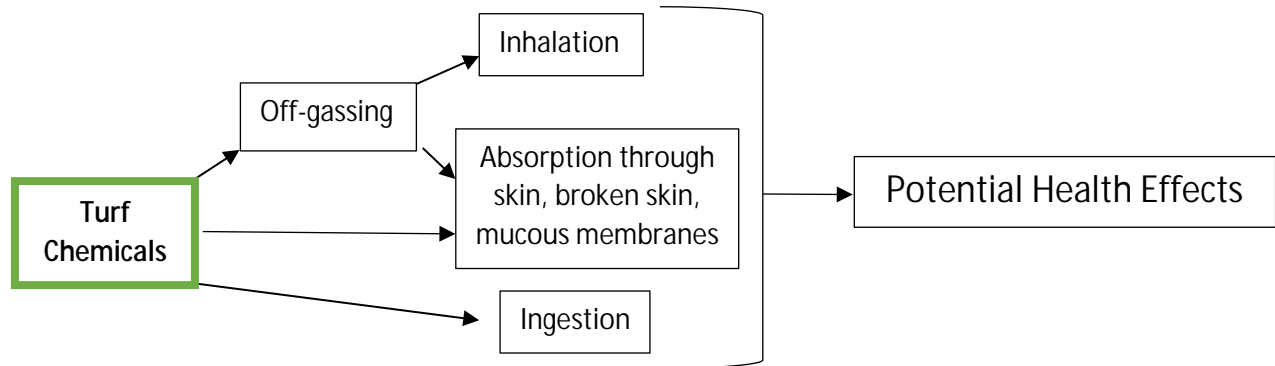 Inhalation
Off-gassing
Absorption through
skin, broken skin,
mucous membranes
Turf
Chemicals
Potential Health Effects
Ingestion